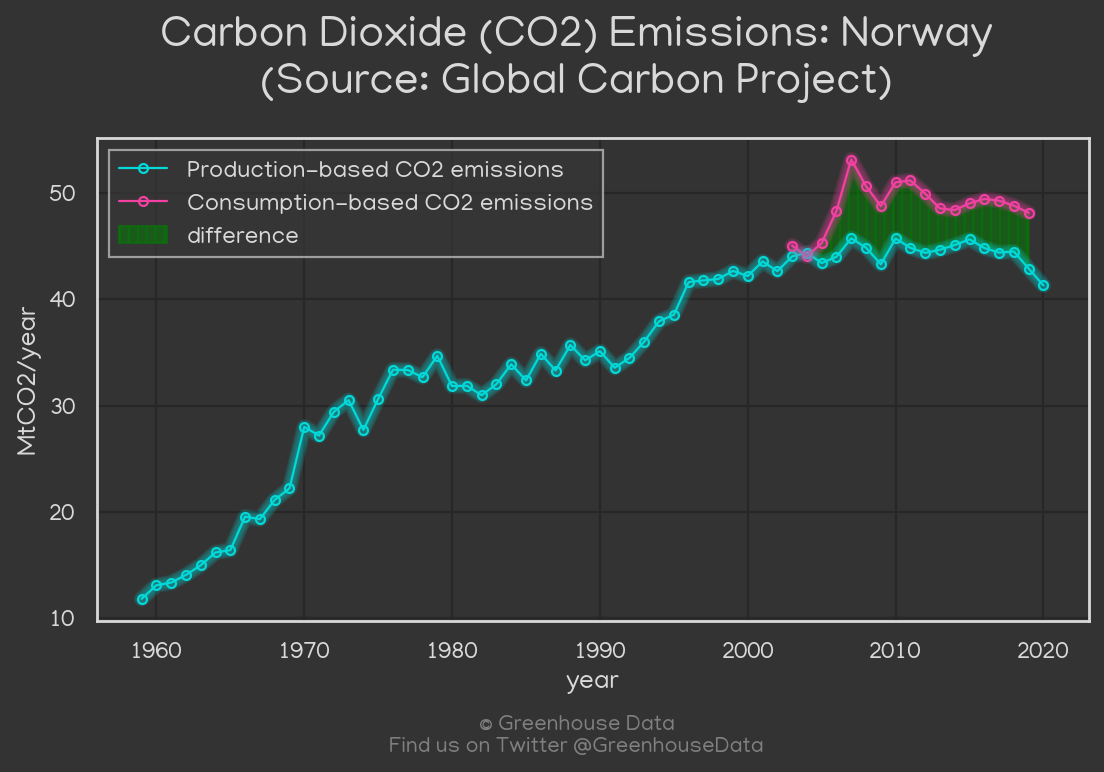 Carbon Dioxide (CO2) Emissions: Norway
(Source: Global Carbon Project)
Production-based CO2 emissions
Consumption-based CO2 emissions
difference
MtCO2/year
50
40
30
20
10
1960 1970 1980 1990 2000 2010 2020
year
© Greenhouse Data
Find us on Twitter @GreenhouseData